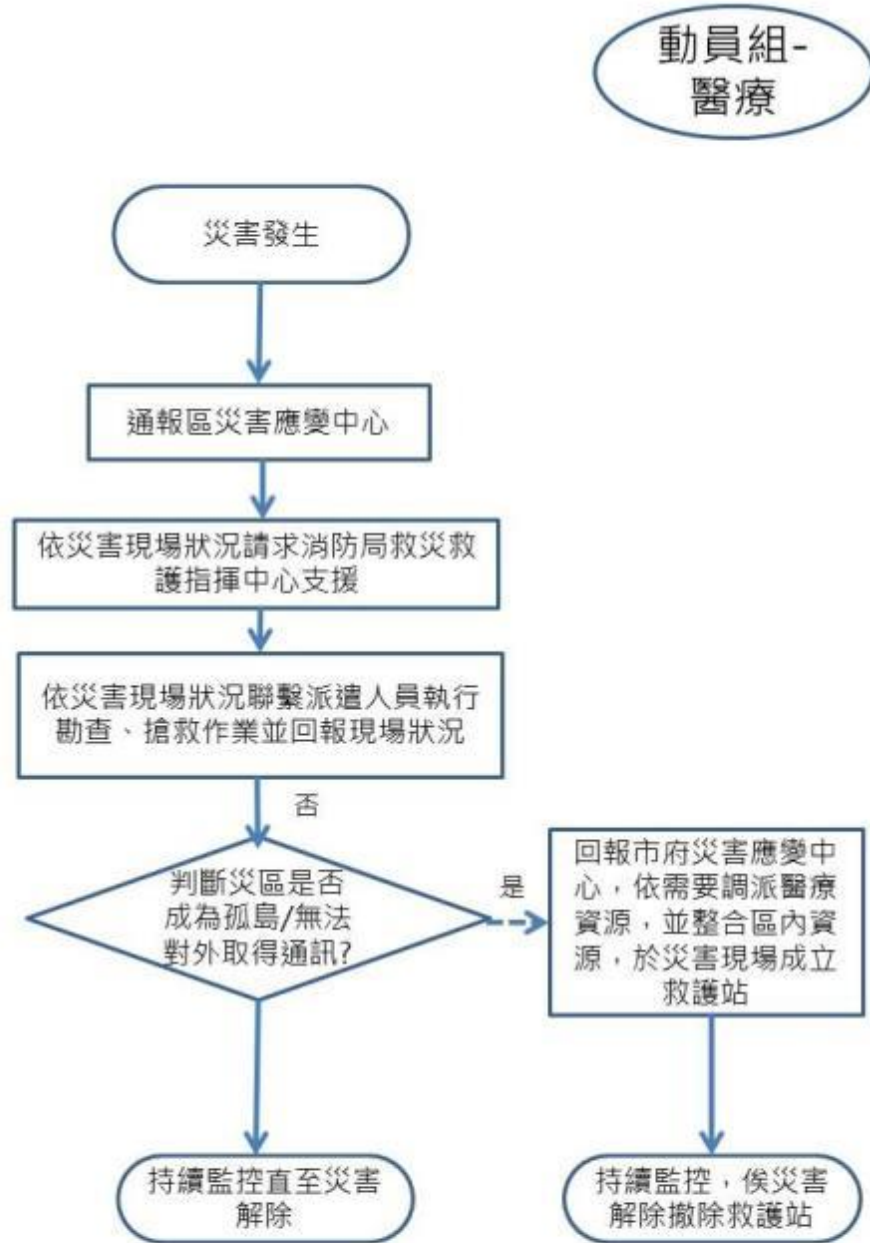 動員組-
醫療
災害發生
通報區災害應變中心
依災害現場狀況請求消防局救災救
護指揮中心支援
依災害現場狀況聯繫派遣人員執行
勘查、搶救作業並回報現場狀況
否
判斷災區是否
成為孤島/無法
對外取得通訊?
是
回報市府災害應變中
心，依需要調派醫療
資源，並整合區內資
源，於災害現場成立
救護站
持續監控直至災害
解除
持續監控，俟災害
解除撤除救護站